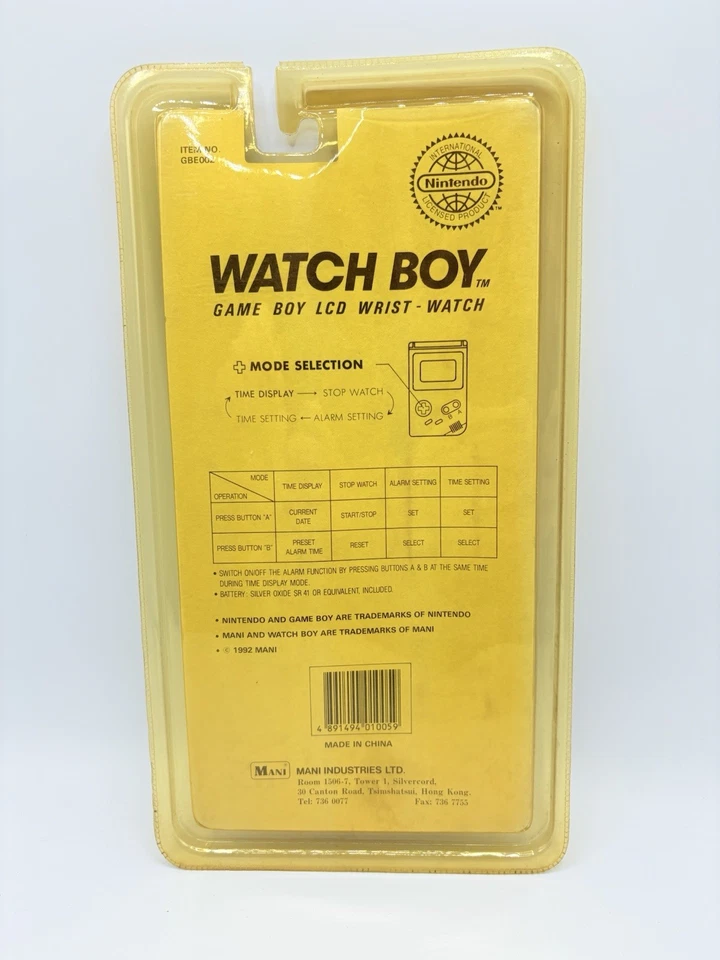 ITEM NO.
GBE002
INTERNATIONAL
Nintendo
LICENSED PRODUCT
TM
WATCH BOY TM
GAME BOY LCD WRIST-WATCH
MODE SELECTION
TIME DISPLAY → STOP WATCH
TIME SETTING ← ALARM SETTING
B A
MODE
OPERATION
TIME DISPLAY STOP WATCH ALARM SETTING TIME SETTING
PRESS BUTTON "A" CURRENT DATE START/STOP SET SET
PRESS BUTTON "B" PRESET ALARM TIME RESET SELECT SELECT
• SWITCH ON/OFF THE ALARM FUNCTION BY PRESSING BUTTONS A & B AT THE SAME TIME
DURING TIME DISPLAY MODE.
• BATTERY: SILVER OXIDE SR 41 OR EQUIVALENT, INCLUDED.
• NINTENDO AND GAME BOY ARE TRADEMARKS OF NINTENDO
• MANI AND WATCH BOY ARE TRADEMARKS OF MANI
• © 1992 MANI
4 891494 010059
MADE IN CHINA
MANI MANI INDUSTRIES LTD.
Room 1506-7, Tower 1, Silvercord,
30 Canton Road, Tsimshatsui, Hong Kong.
Tel: 736 0077 Fax: 736 7755